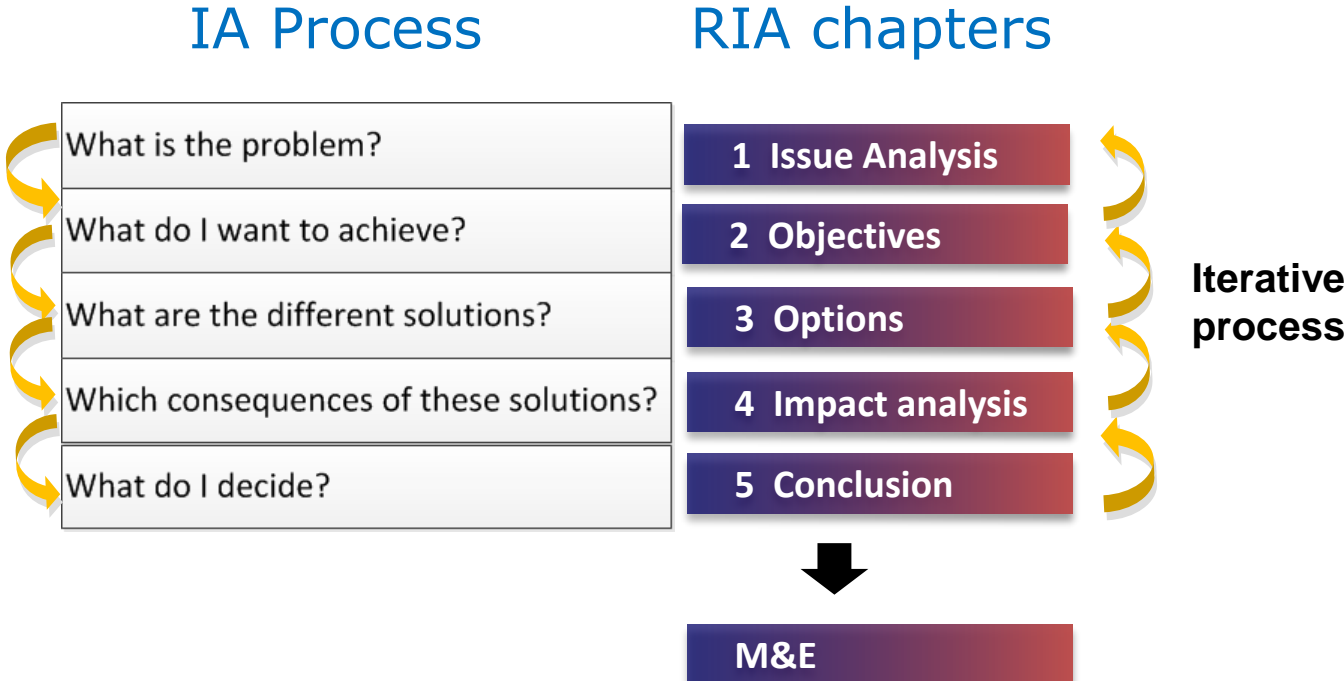 IA Process
RIA chapters
What is the problem?
1 Issue Analysis
What do I want to achieve?
2 Objectives
What are the different solutions?
3 Options
Which consequences of these solutions?
4 Impact analysis
What do I decide?
5 Conclusion
Iterative
process
M&E